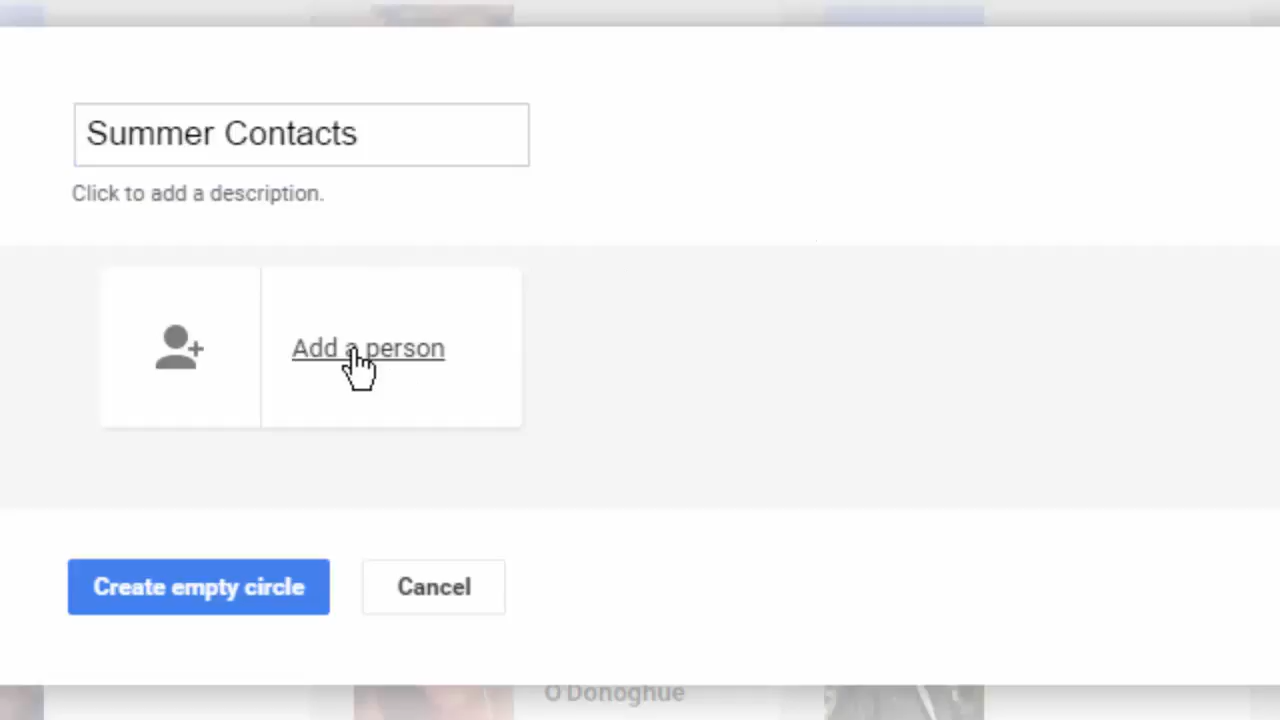 Summer Contacts
Click to add a description.
Add a person
Create empty circle
Cancel
O'Donoghue